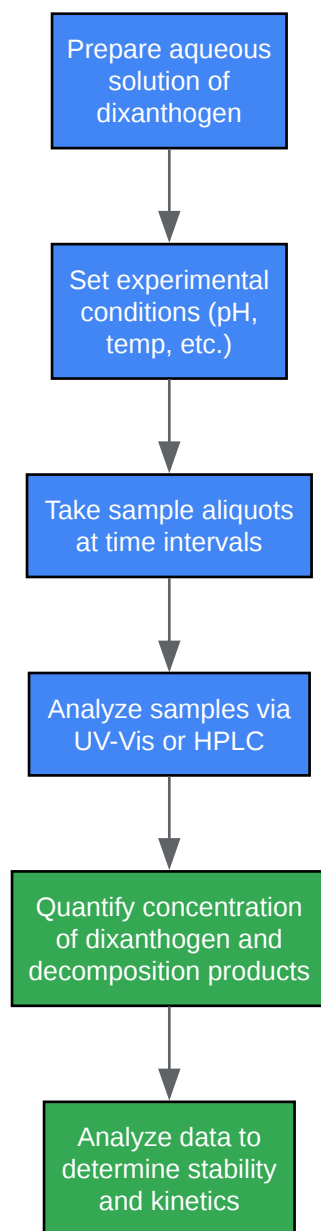 Prepare aqueous
solution of
dixanthogen
Set experimental
conditions (pH,
temp, etc.)
Take sample aliquots
at time intervals
Analyze samples via
UV-Vis or HPLC
Quantify concentration
of dixanthogen and
decomposition products
Analyze data to
determine stability
and kinetics